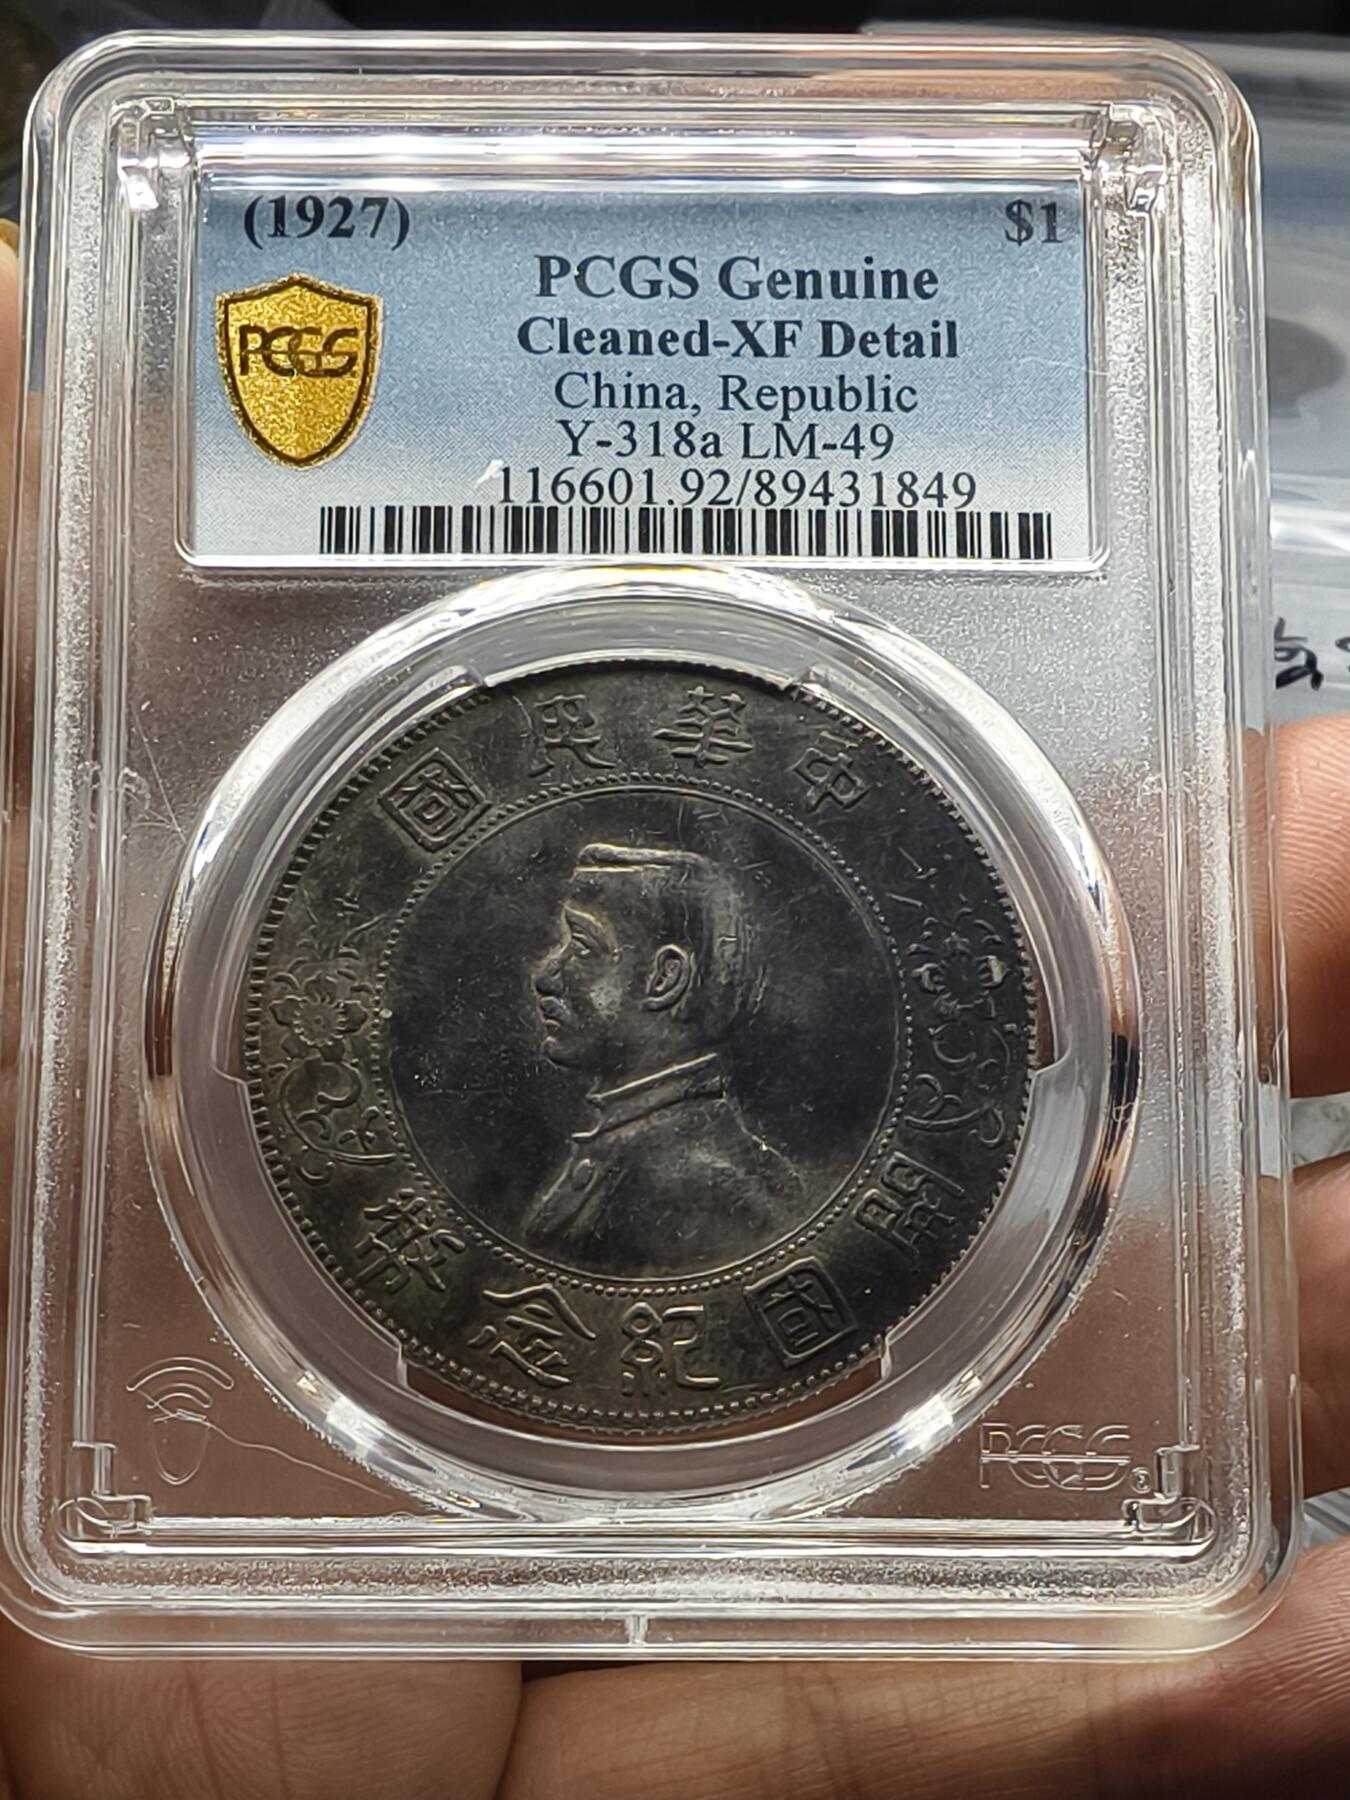 (1927)
$1
PCGS
PCGS Genuine
Cleaned-XF Detail
China, Republic
Y-318a LM-49
116601.92/89431849
國民華中
幣念紀國開
PCGS